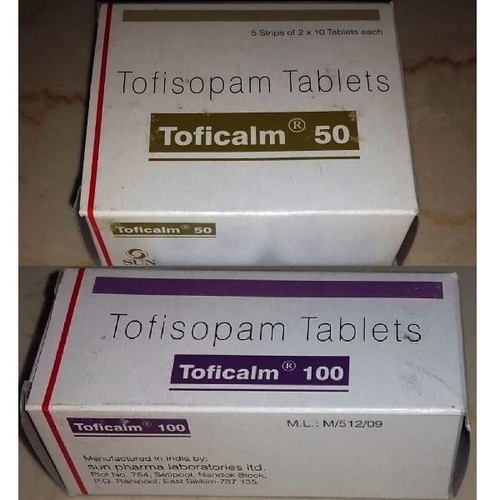 5 Strips of 2 x 10 Tablets each
Tofisopam Tablets
Toficalm® 50
Toficalm® 50
SUN
Tofisopam Tablets
Toficalm® 100
Toficalm® 100
M.L.: M/512/09
Manufactured in India by:
sun pharma laboratories ltd.
Plot No. 754, Setipool, Nandok Block,
P.O. Ranipool, East Sikkim-737 135.